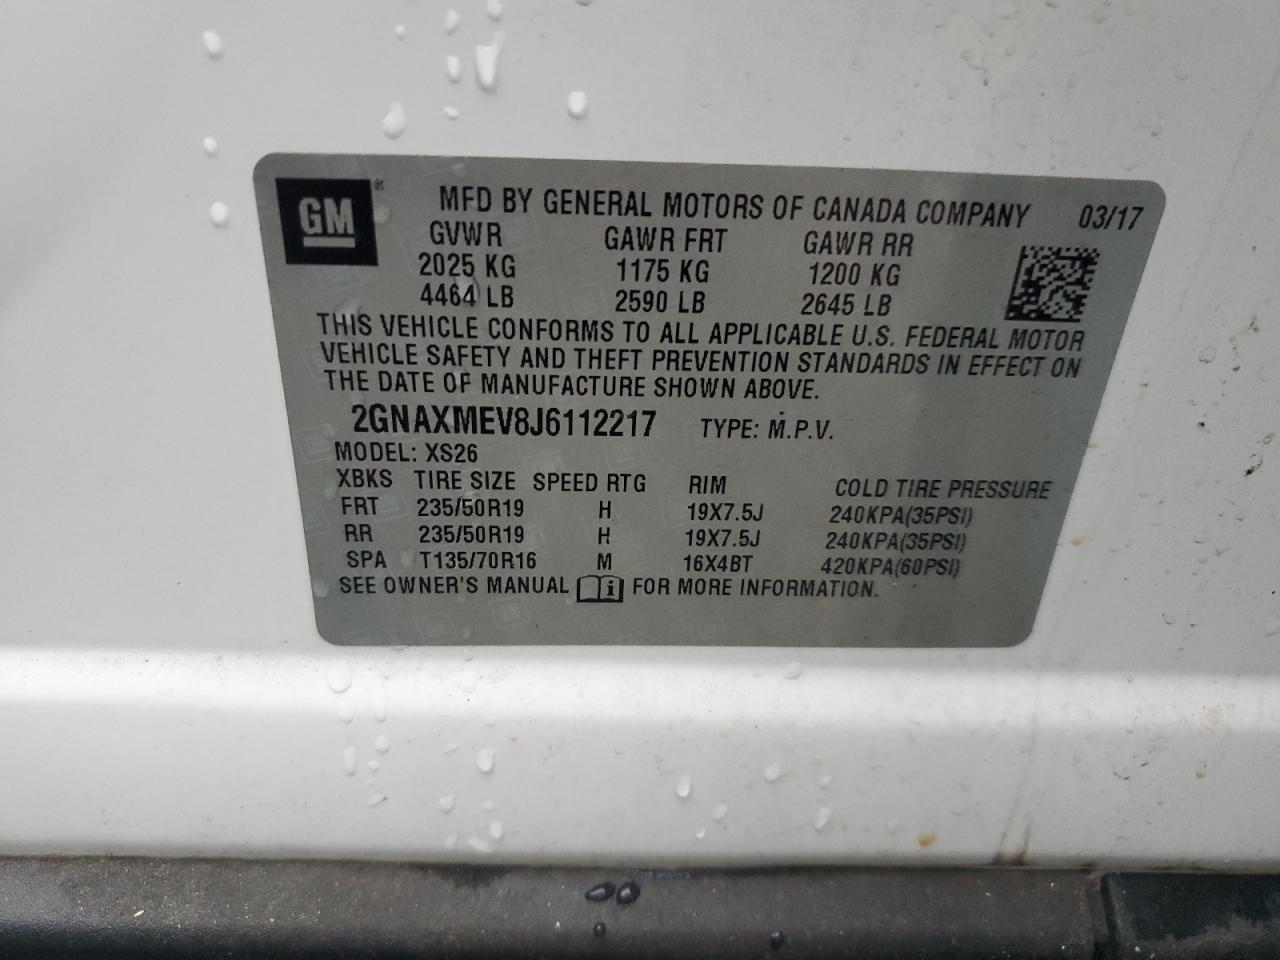 GM ® MFD BY GENERAL MOTORS OF CANADA COMPANY 03/17
GVWR GAWR FRT GAWR RR
2025 KG 1175 KG 1200 KG
4464 LB 2590 LB 2645 LB
THIS VEHICLE CONFORMS TO ALL APPLICABLE U.S. FEDERAL MOTOR
VEHICLE SAFETY AND THEFT PREVENTION STANDARDS IN EFFECT ON
THE DATE OF MANUFACTURE SHOWN ABOVE.
2GNAXMEV8J6112217 TYPE: M.P.V.
MODEL: XS26
XBKS TIRE SIZE SPEED RTG RIM COLD TIRE PRESSURE
FRT 235/50R19 H 19X7.5J 240KPA(35PSI)
RR 235/50R19 H 19X7.5J 240KPA(35PSI)
SPA T135/70R16 M 16X4BT 420KPA(60PSI)
SEE OWNER'S MANUAL i FOR MORE INFORMATION.